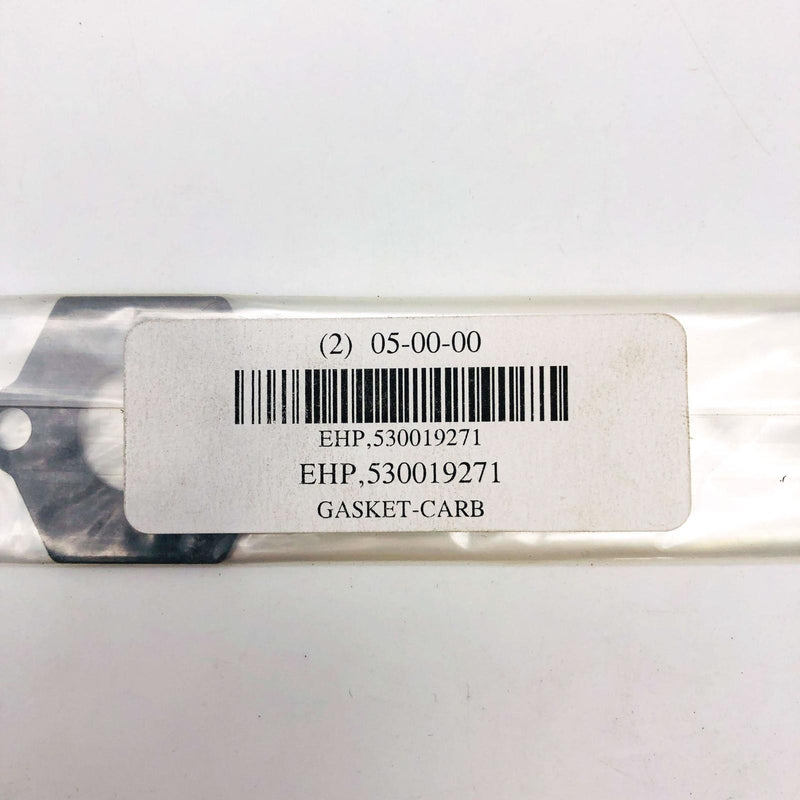 (2) 05-00-00
EHP,530019271
EHP,530019271
GASKET-CARB